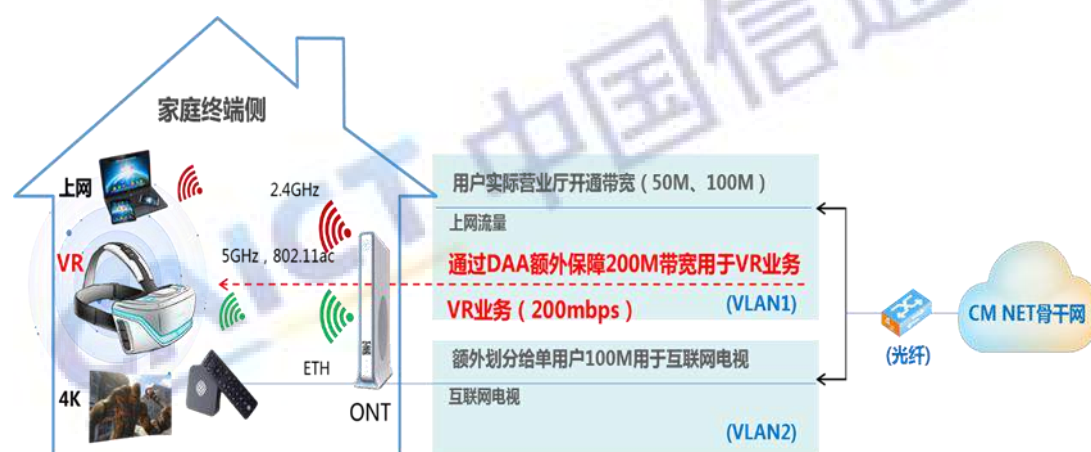 家庭终端侧
上网
2.4GHz
VR
5GHz，802.11ac
ETH
4K
ONT
用户实际营业厅开通带宽（50M、100M）
上网流量
通过DAA额外保障200M带宽用于VR业务
VR业务（200mbps）
(VLAN1)
额外划分给单用户100M用于互联网电视
互联网电视
(VLAN2)
(光纤)
CM NET骨干网
中国信通